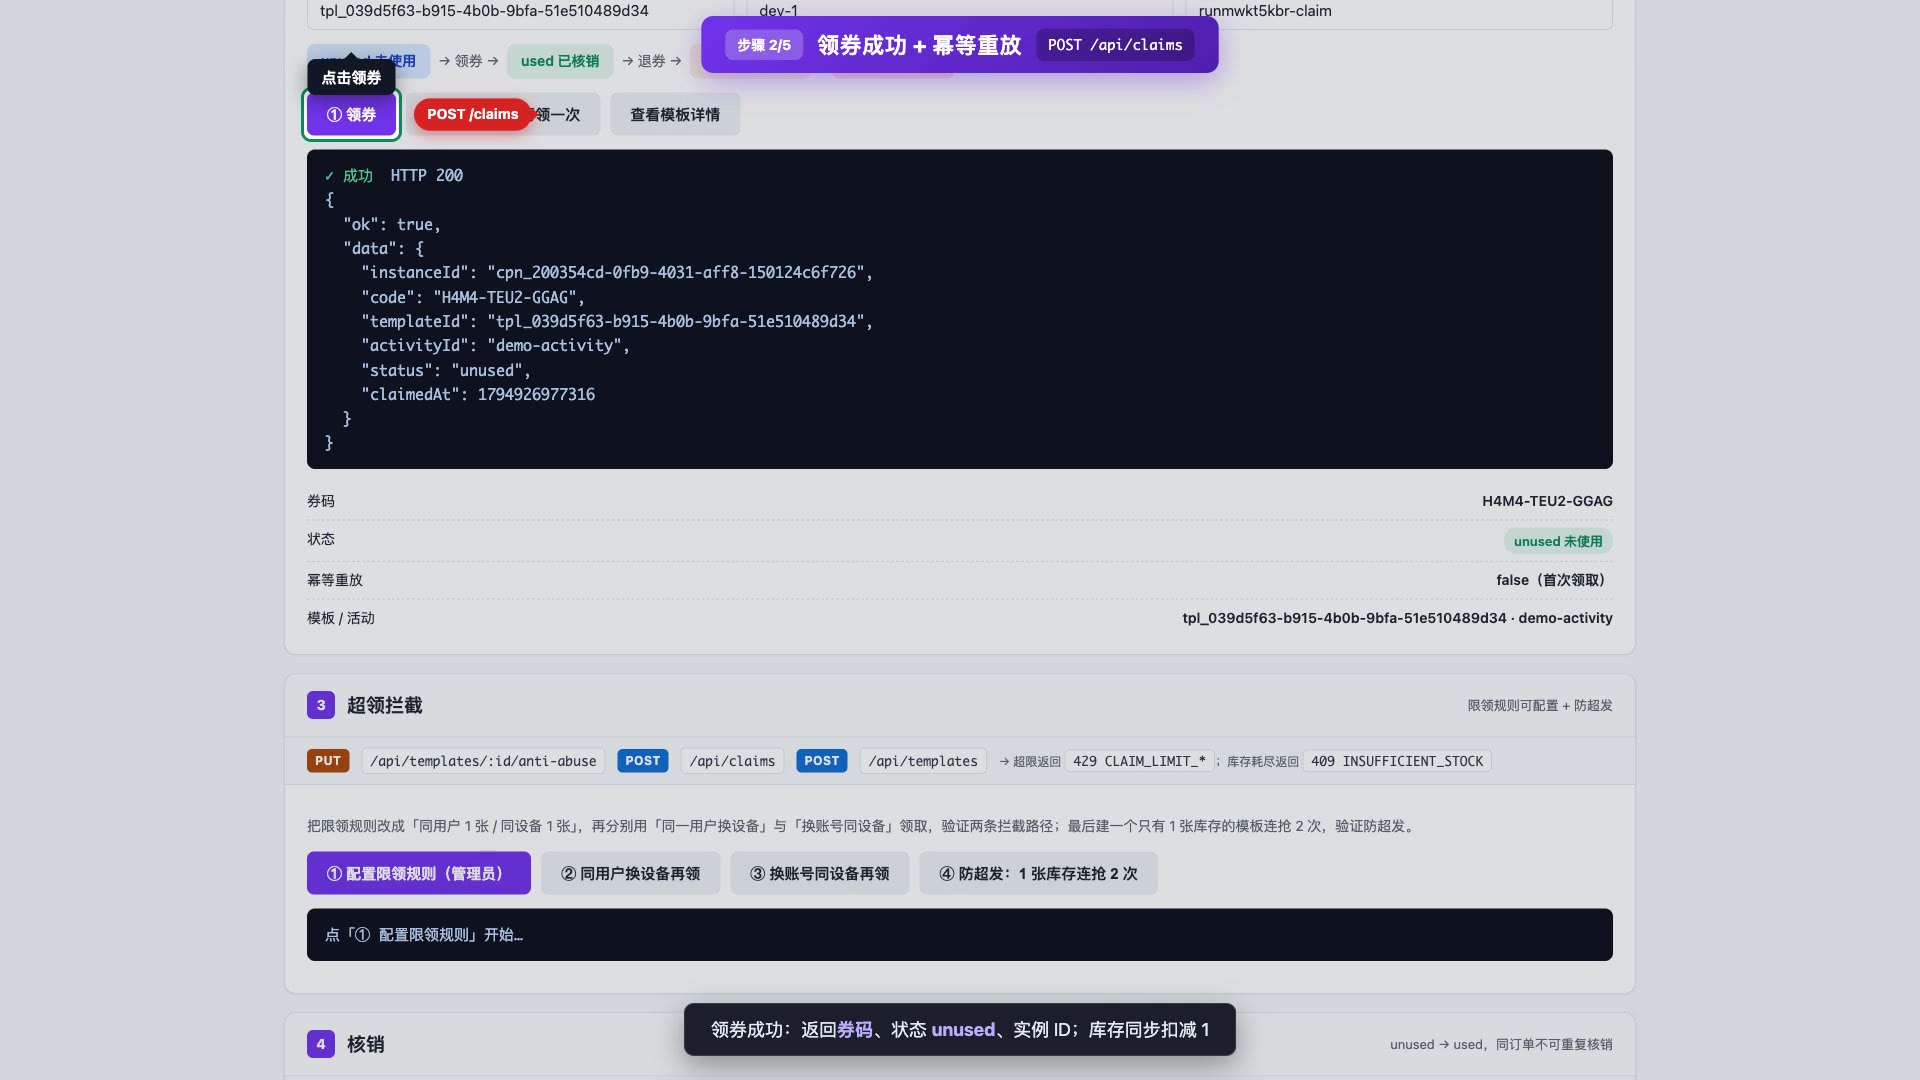 tpl_039d5f63-b915-4b0b-9bfa-51e510489d34
dev-1
runmwkt5kbr-claim
步骤 2/5 领券成功 + 幂等重放 POST /api/claims
未使用 → 领券 → used 已核销 → 退券 →
点击领券
① 领券 POST /claims 领一次 查看模板详情
✓ 成功 HTTP 200
{
"ok": true,
"data": {
"instanceId": "cpn_200354cd-0fb9-4031-aff8-150124c6f726",
"code": "H4M4-TEU2-GGAG",
"templateId": "tpl_039d5f63-b915-4b0b-9bfa-51e510489d34",
"activityId": "demo-activity",
"status": "unused",
"claimedAt": 1794926977316
}
}
券码 H4M4-TEU2-GGAG
状态 unused 未使用
幂等重放 false（首次领取）
模板 / 活动 tpl_039d5f63-b915-4b0b-9bfa-51e510489d34 · demo-activity
3 超领拦截 限领规则可配置 + 防超发
PUT /api/templates/:id/anti-abuse POST /api/claims POST /api/templates → 超限返回 429 CLAIM_LIMIT_* ；库存耗尽返回 409 INSUFFICIENT_STOCK
把限领规则改成「同用户 1 张 / 同设备 1 张」，再分别用「同一用户换设备」与「换账号同设备」领取，验证两条拦截路径；最后建一个只有 1 张库存的模板连抢 2 次，验证防超发。
① 配置限领规则（管理员） ② 同用户换设备再领 ③ 换账号同设备再领 ④ 防超发：1 张库存连抢 2 次
点「① 配置限领规则」开始…
4 核销 unused → used，同订单不可重复核销
领券成功：返回券码、状态 unused、实例 ID；库存同步扣减 1